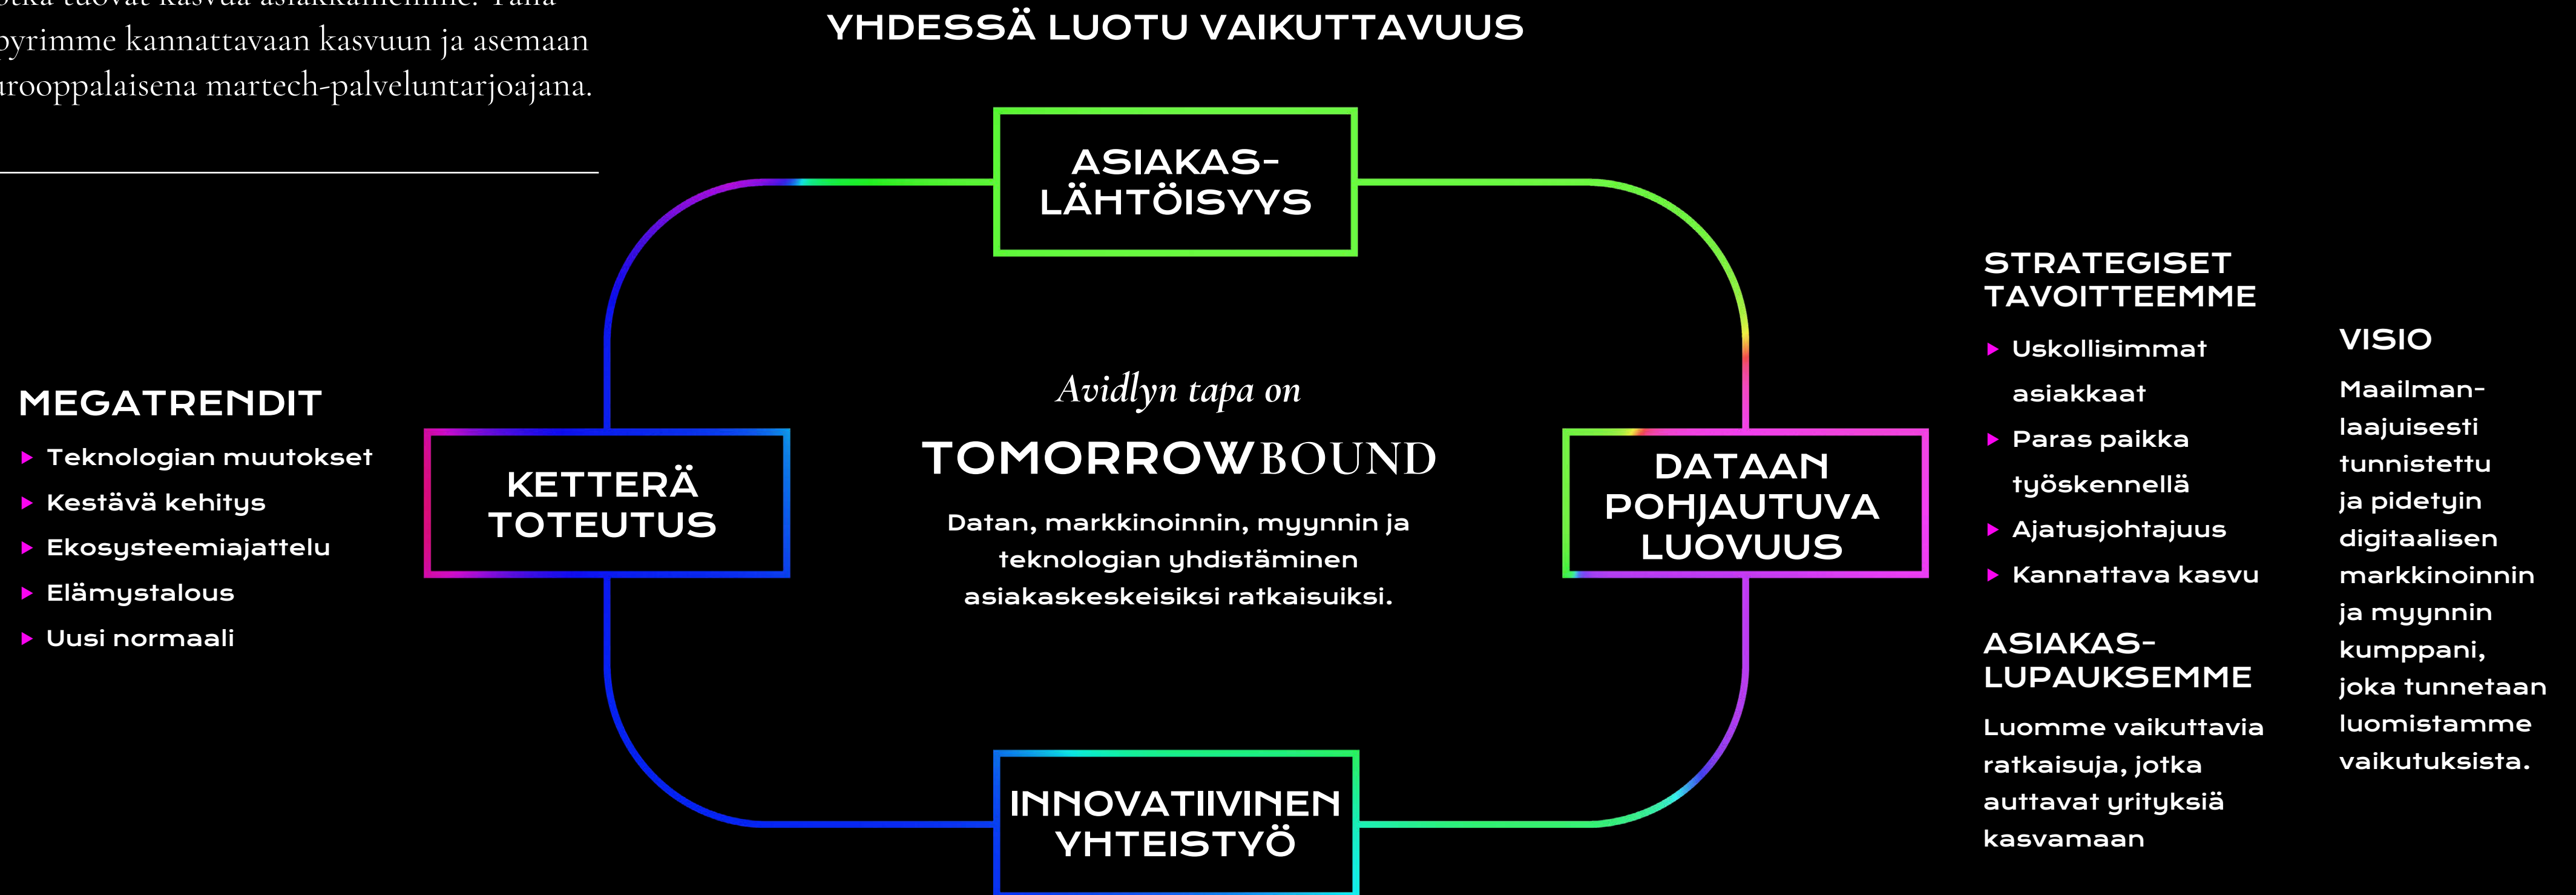 pyrimme kannattavaan kasvuun ja asemaan
martech-palveluntarjoajana.
YHDESSÄ LUOTU VAIKUTTAVUUS
ASIAKAS-
LÄHTÖISYYS
MEGATRENDIT
Teknologian muutokset
Kestävä kehitys
Ekosysteemiajattelu
Elämystalous
Uusi normaali
KETTERÄ
TOTEUTUS
Avidlyn tapa on
TOMORROWBOUND
Datan, markkinoinnin, myynnin ja
teknologian yhdistäminen
asiakaskeskeisiksi ratkaisuiksi.
DATAAN
POHJAUTUVA
LUOVUUS
INNOVATIIVINEN
YHTEISTYÖ
STRATEGISET
TAVOITTEEMME
Uskollisimmat
asiakkaat
Paras paikka
työskennellä
Ajatusjohtajuus
Kannattava kasvu
ASIAKAS-
LUPAUKSEMME
Luomme vaikuttavia
ratkaisuja, jotka
auttavat yrityksiä
kasvamaan
VISIO
Maailman-
laajuisesti
tunnistettu
ja pidetyin
digitaalisen
markkinoinnin
ja myynnin
kumppani,
joka tunnetaan
luomistamme
vaikutuksista.